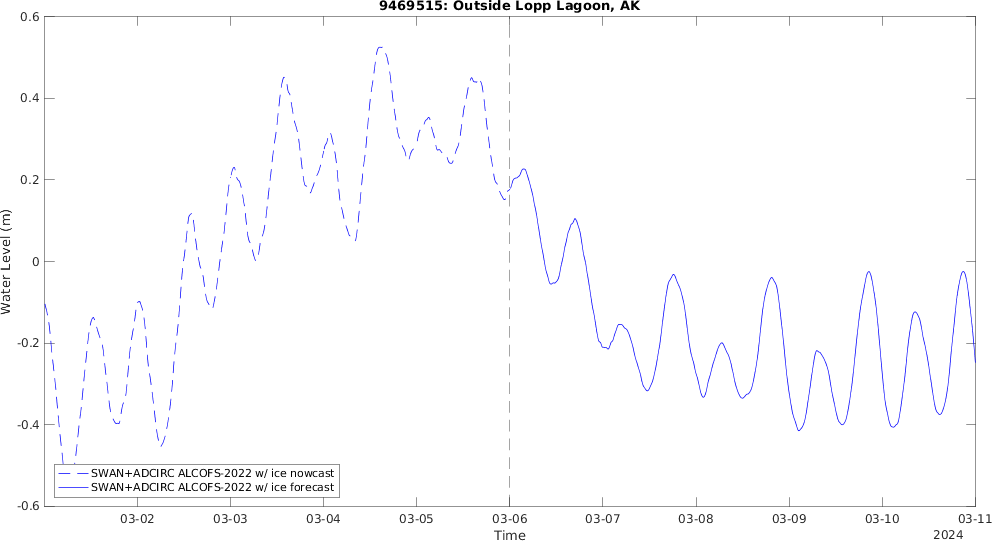 9469515: Outside Lopp Lagoon, AK
0.6
0.4
0.2
0
-0.2
-0.4
-0.6
Water Level (m)
SWAN+ADCIRC ALCOFS-2022 w/ ice nowcast
SWAN+ADCIRC ALCOFS-2022 w/ ice forecast
03-02 03-03 03-04 03-05 03-06 03-07 03-08 03-09 03-10 03-11
Time
2024